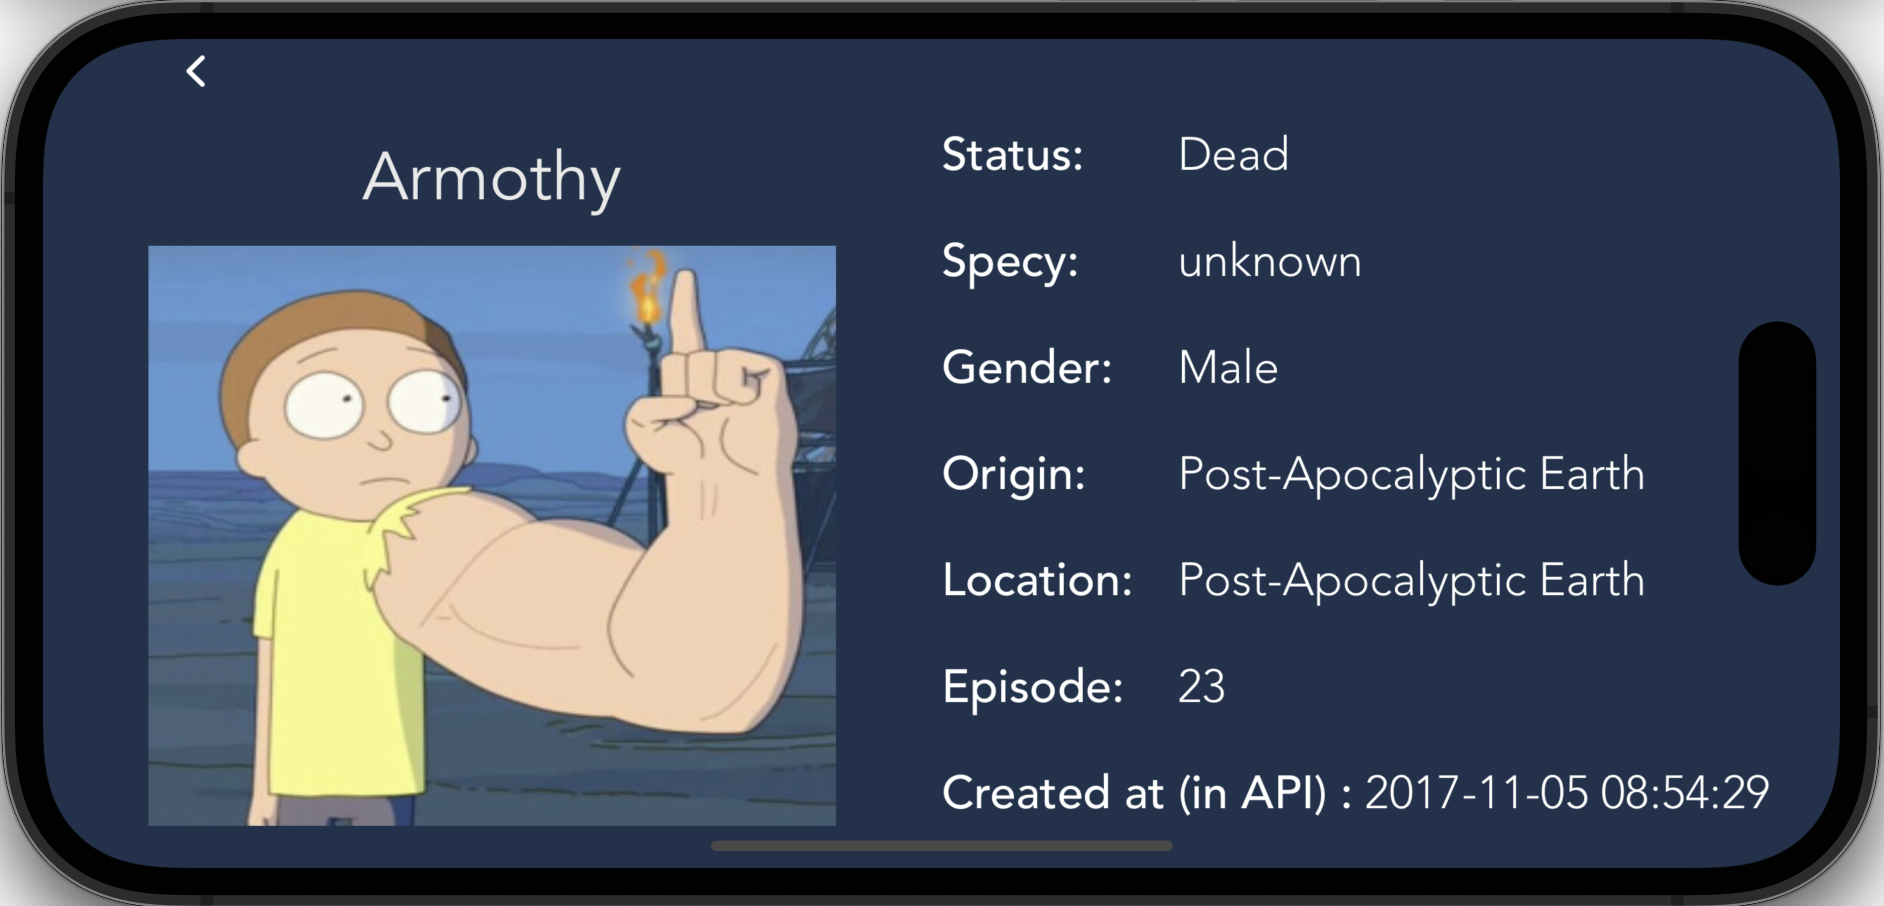 Armothy
Status: Dead
Specy: unknown
Gender: Male
Origin: Post-Apocalyptic Earth
Location: Post-Apocalyptic Earth
Episode: 23
Created at (in API) : 2017-11-05 08:54:29